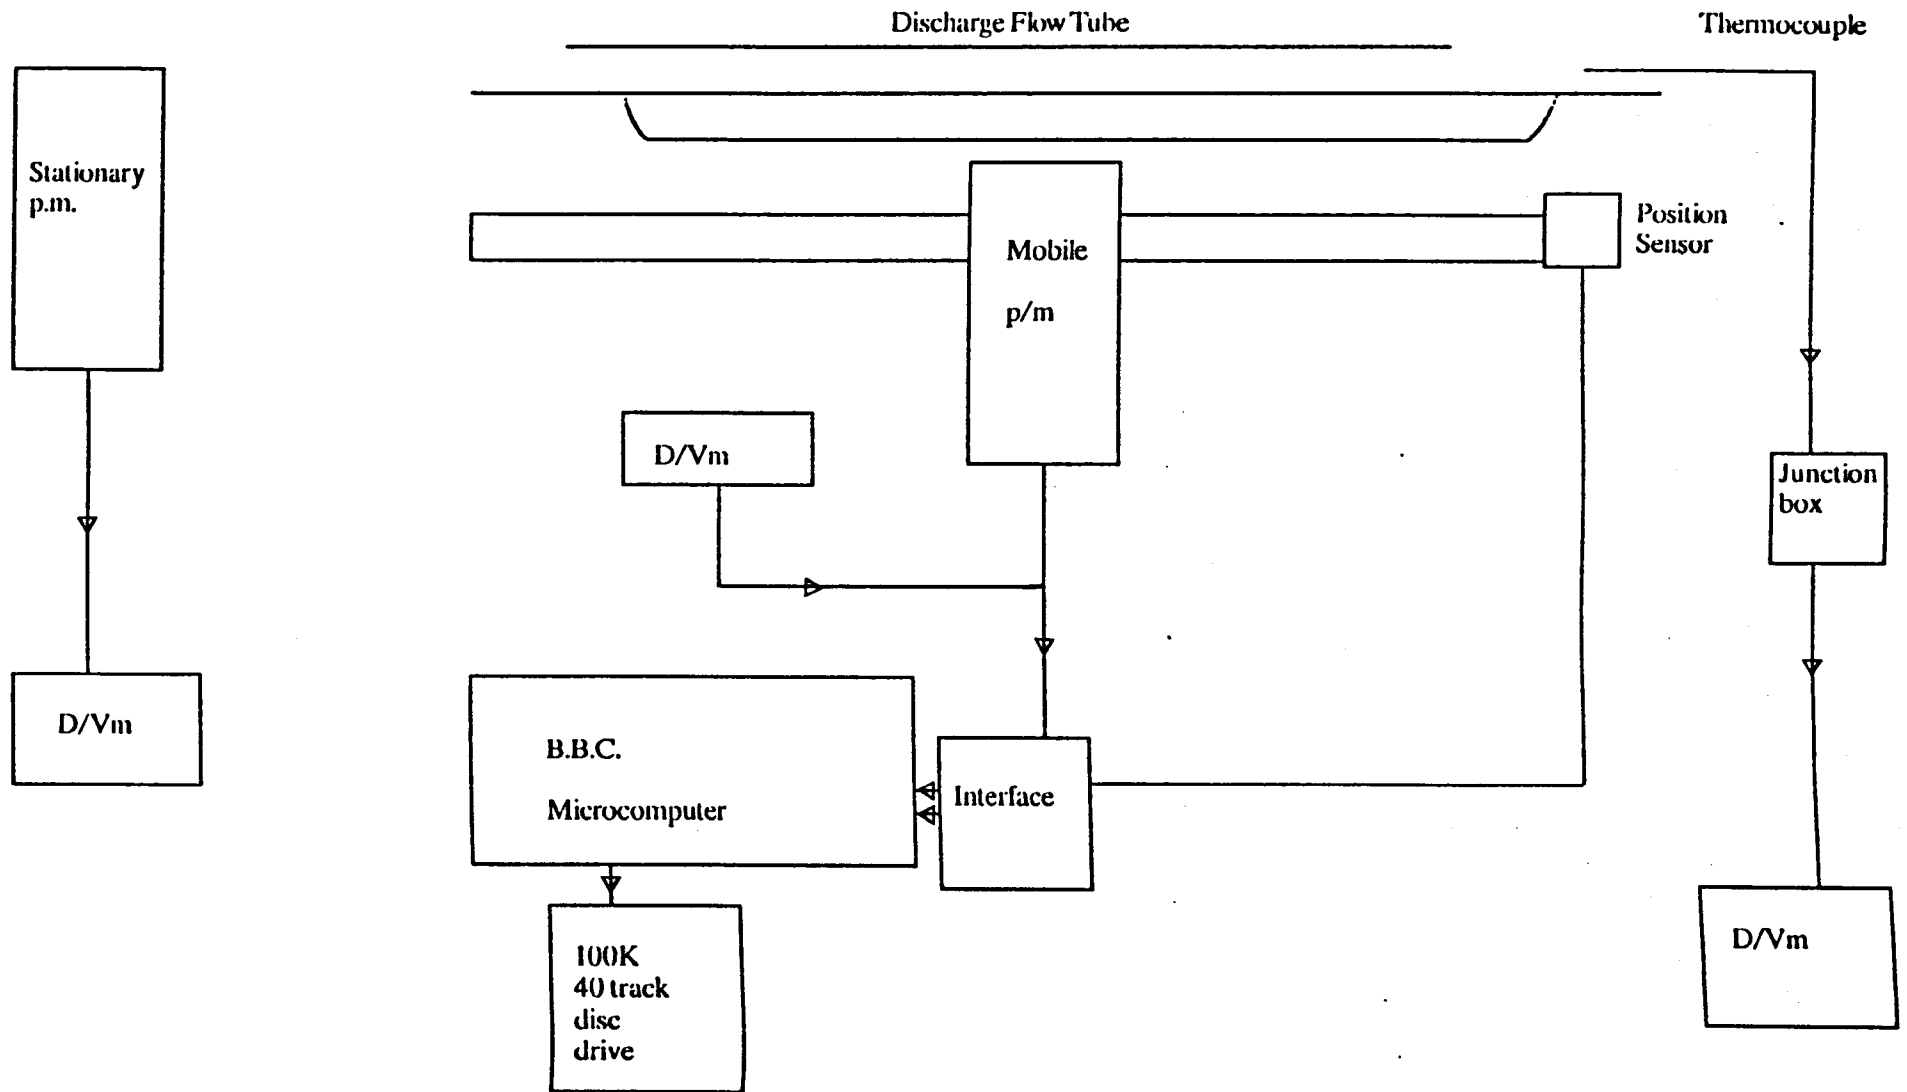 Discharge Flow Tube
Thermocouple
Stationary
p.m.
Position
Sensor
Mobile
p/m
D/Vm
Junction
box
D/Vm
B.B.C.
Microcomputer
Interface
D/Vm
100K
40 track
disc
drive